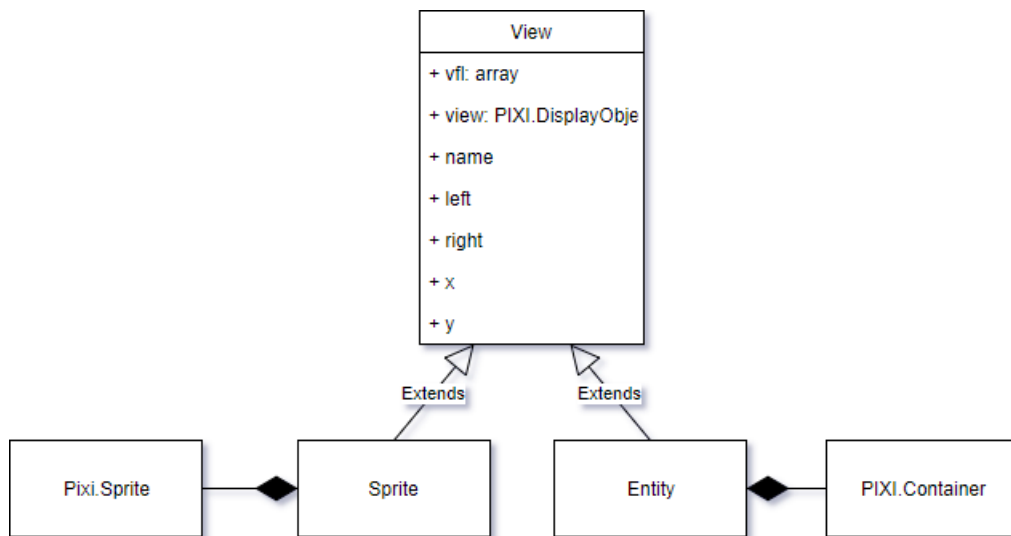 View
+ vfl: array
+ view: PIXI.DisplayObje
+ name
+ left
+ right
+ x
+ y
Extends
Extends
Pixi.Sprite
Sprite
Entity
PIXI.Container